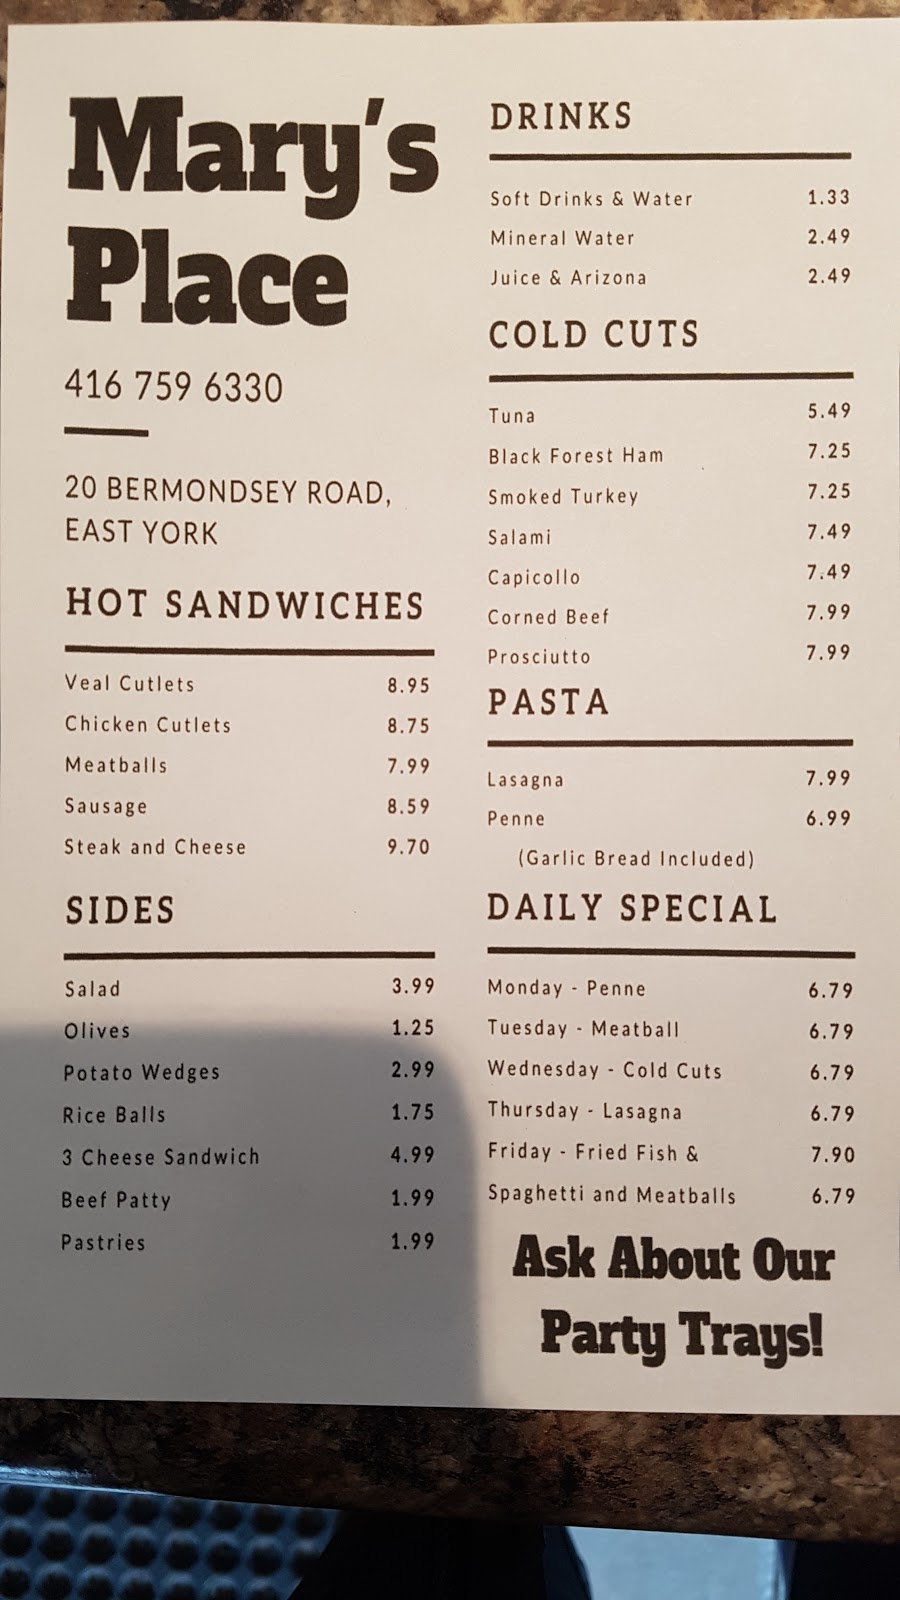 Mary's
Place
416 759 6330
20 BERMONDSEY ROAD,
EAST YORK
HOT SANDWICHES
Veal Cutlets 8.95
Chicken Cutlets 8.75
Meatballs 7.99
Sausage 8.59
Steak and Cheese 9.70
SIDES
Salad 3.99
Olives 1.25
Potato Wedges 2.99
Rice Balls 1.75
3 Cheese Sandwich 4.99
Beef Patty 1.99
Pastries 1.99
DRINKS
Soft Drinks & Water 1.33
Mineral Water 2.49
Juice & Arizona 2.49
COLD CUTS
Tuna 5.49
Black Forest Ham 7.25
Smoked Turkey 7.25
Salami 7.49
Capicollo 7.49
Corned Beef 7.99
Prosciutto 7.99
PASTA
Lasagna 7.99
Penne 6.99
(Garlic Bread Included)
DAILY SPECIAL
Monday - Penne 6.79
Tuesday - Meatball 6.79
Wednesday - Cold Cuts 6.79
Thursday - Lasagna 6.79
Friday - Fried Fish & 7.90
Spaghetti and Meatballs 6.79
Ask About Our
Party Trays!